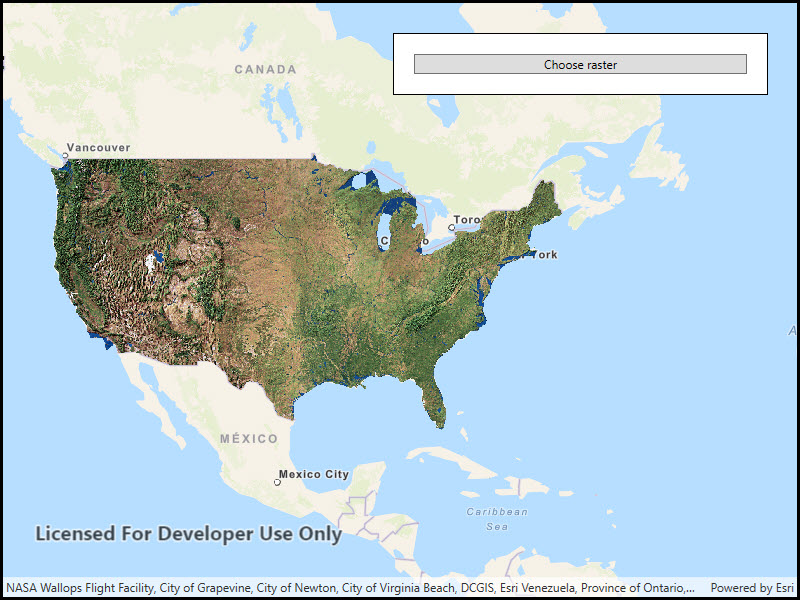 Choose raster
CANADA
Vancouver
Toro
C o
York
MÉXICO
Mexico City
Caribbean
Sea
Licensed For Developer Use Only
NASA Wallops Flight Facility, City of Grapevine, City of Newton, City of Virginia Beach, DCGIS, Esri Venezuela, Province of Ontario,... Powered by Esri